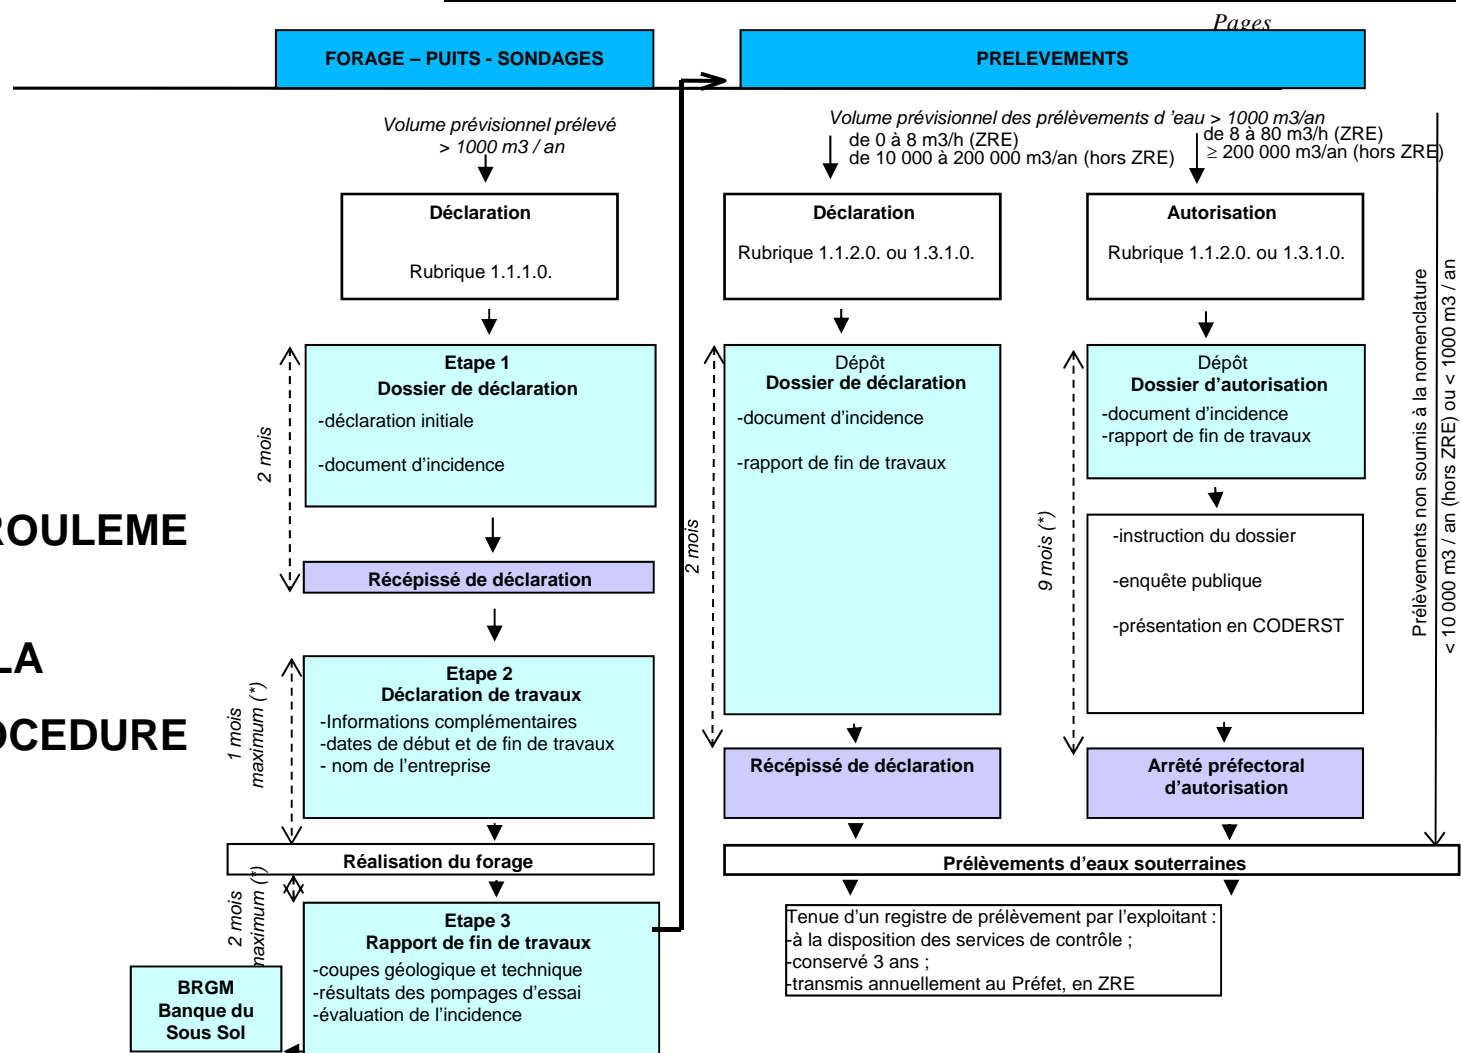 Pages
FORAGE – PUITS - SONDAGES
PRELEVEMENTS
Volume prévisionnel prélevé
> 1000 m3 / an
Déclaration
Rubrique 1.1.1.0.
2 mois
Etape 1
Dossier de déclaration
-déclaration initiale
-document d’incidence
Récépissé de déclaration
ROULEME
LA
OCEDURE
1 mois
maximum (*)
Etape 2
Déclaration de travaux
-Informations complémentaires
-dates de début et de fin de travaux
- nom de l’entreprise
Réalisation du forage
2 mois
maximum (*)
Etape 3
Rapport de fin de travaux
-coupes géologique et technique
-résultats des pompages d’essai
-évaluation de l’incidence
BRGM
Banque du
Sous Sol
Volume prévisionnel des prélèvements d ’eau > 1000 m3/an
de 0 à 8 m3/h (ZRE)
de 10 000 à 200 000 m3/an (hors ZRE)
de 8 à 80 m3/h (ZRE)
≥ 200 000 m3/an (hors ZRE)
Déclaration
Rubrique 1.1.2.0. ou 1.3.1.0.
2 mois
Dépôt
Dossier de déclaration
-document d’incidence
-rapport de fin de travaux
Récépissé de déclaration
Autorisation
Rubrique 1.1.2.0. ou 1.3.1.0.
9 mois (*)
Dépôt
Dossier d’autorisation
-document d’incidence
-rapport de fin de travaux
-instruction du dossier
-enquête publique
-présentation en CODERST
Arrêté préfectoral
d’autorisation
Prélèvements non soumis à la nomenclature
< 10 000 m3 / an (hors ZRE) ou < 1000 m3 / an
Prélèvements d’eaux souterraines
Tenue d’un registre de prélèvement par l’exploitant :
-à la disposition des services de contrôle ;
-conservé 3 ans ;
-transmis annuellement au Préfet, en ZRE